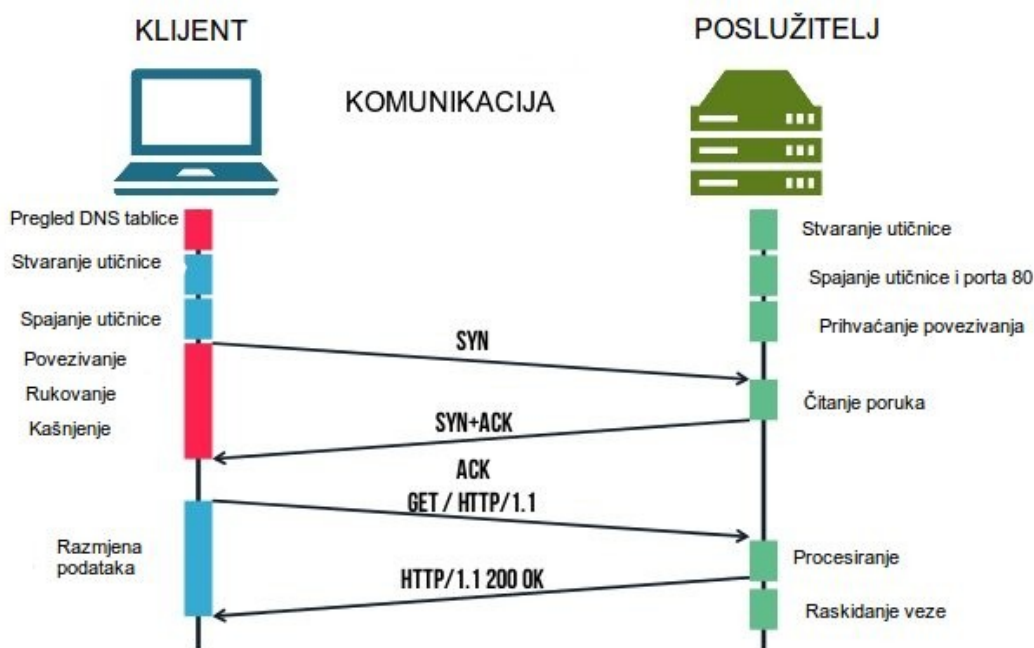 KLIJENT
POSLUŽITELJ
KOMUNIKACIJA
Pregled DNS tablice
Stvaranje utičnice
Spajanje utičnice
Povezivanje
Rukovanje
Kašnjenje
Razmjena
podataka
SYN
SYN+ACK
ACK
GET / HTTP/1.1
HTTP/1.1 200 OK
Stvaranje utičnice
Spajanje utičnice i porta 80
Prihvaćanje povezivanja
Čitanje poruka
Procesiranje
Raskidanje veze